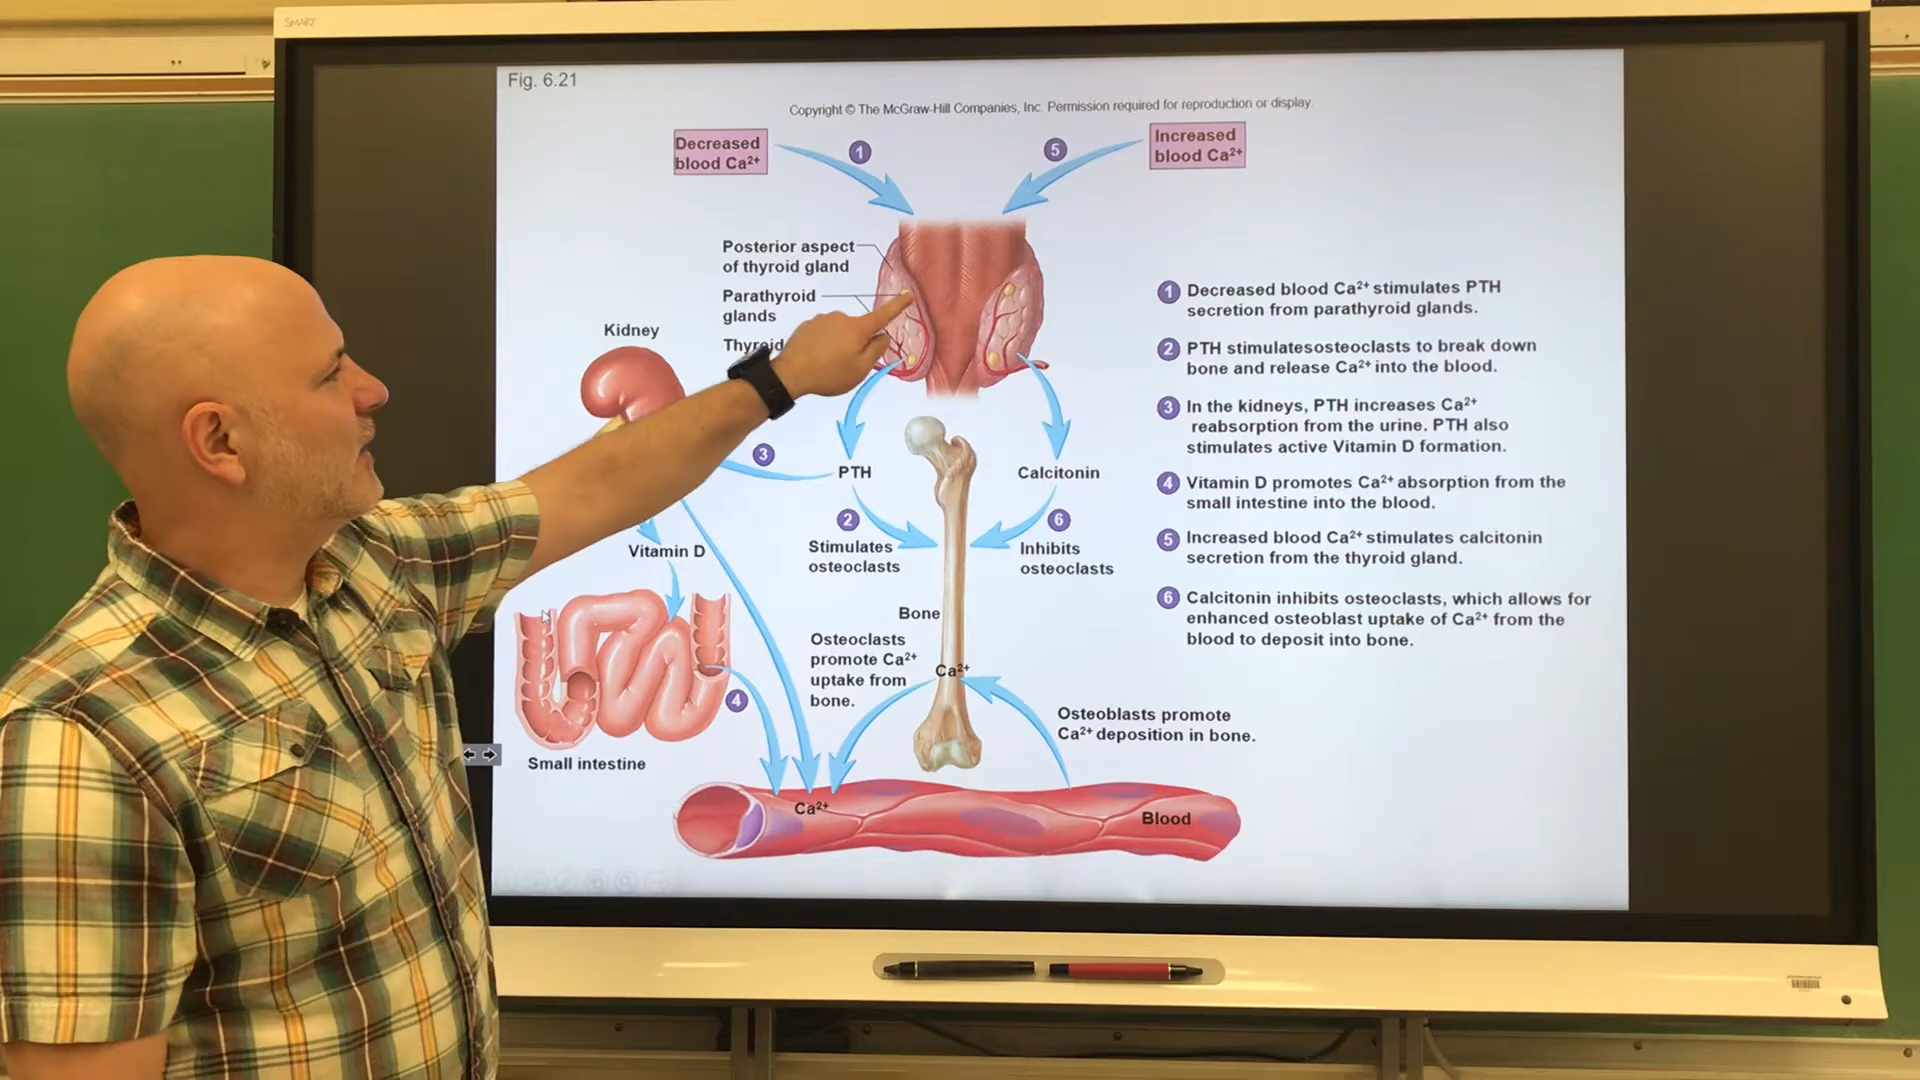 SMART
Fig. 6.21
Copyright © The McGraw-Hill Companies, Inc. Permission required for reproduction or display.
Decreased
blood Ca²⁺
1
5
Increased
blood Ca²⁺
Posterior aspect
of thyroid gland
Parathyroid
glands
Thyroid
Kidney
3
PTH
Calcitonin
2
Stimulates
osteoclasts
6
Inhibits
osteoclasts
Vitamin D
Bone
Osteoclasts
promote Ca²⁺
uptake from
bone.
Ca²⁺
4
Small intestine
Osteoblasts promote
Ca²⁺ deposition in bone.
Ca²⁺
Blood
1 Decreased blood Ca²⁺ stimulates PTH
secretion from parathyroid glands.
2 PTH stimulatesosteoclasts to break down
bone and release Ca²⁺ into the blood.
3 In the kidneys, PTH increases Ca²⁺
reabsorption from the urine. PTH also
stimulates active Vitamin D formation.
4 Vitamin D promotes Ca²⁺ absorption from the
small intestine into the blood.
5 Increased blood Ca²⁺ stimulates calcitonin
secretion from the thyroid gland.
6 Calcitonin inhibits osteoclasts, which allows for
enhanced osteoblast uptake of Ca²⁺ from the
blood to deposit into bone.